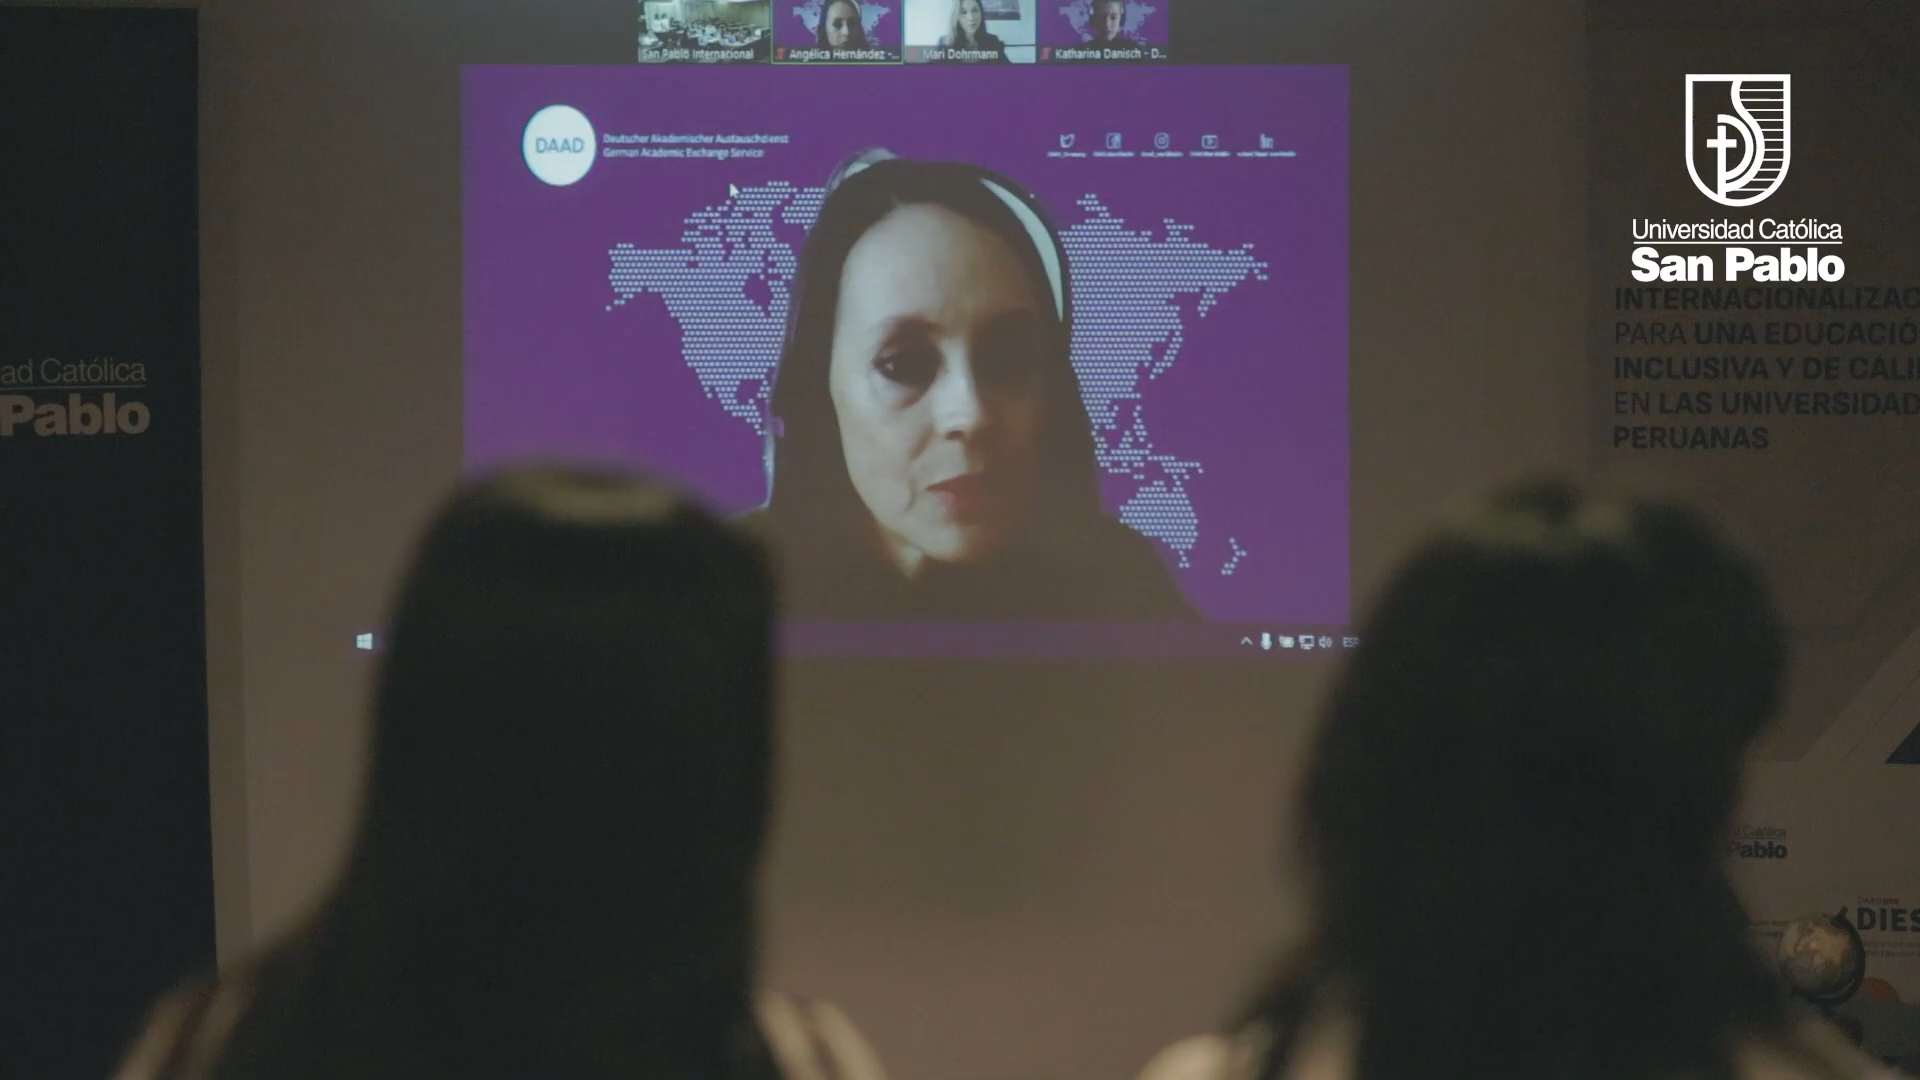 San Pablo Internacional
Angélica Hernández -...
Mari Dohrmann
Katharina Danisch - D...
DAAD
Deutscher Akademischer Austauschdienst
German Academic Exchange Service
Universidad Católica
San Pablo
INTERNACIONALIZAC
PARA UNA EDUCACIÓ
INCLUSIVA Y DE CALI
EN LAS UNIVERSIDAD
PERUANAS
ad Católica
Pablo
ESP
Católica
Pablo
DIES